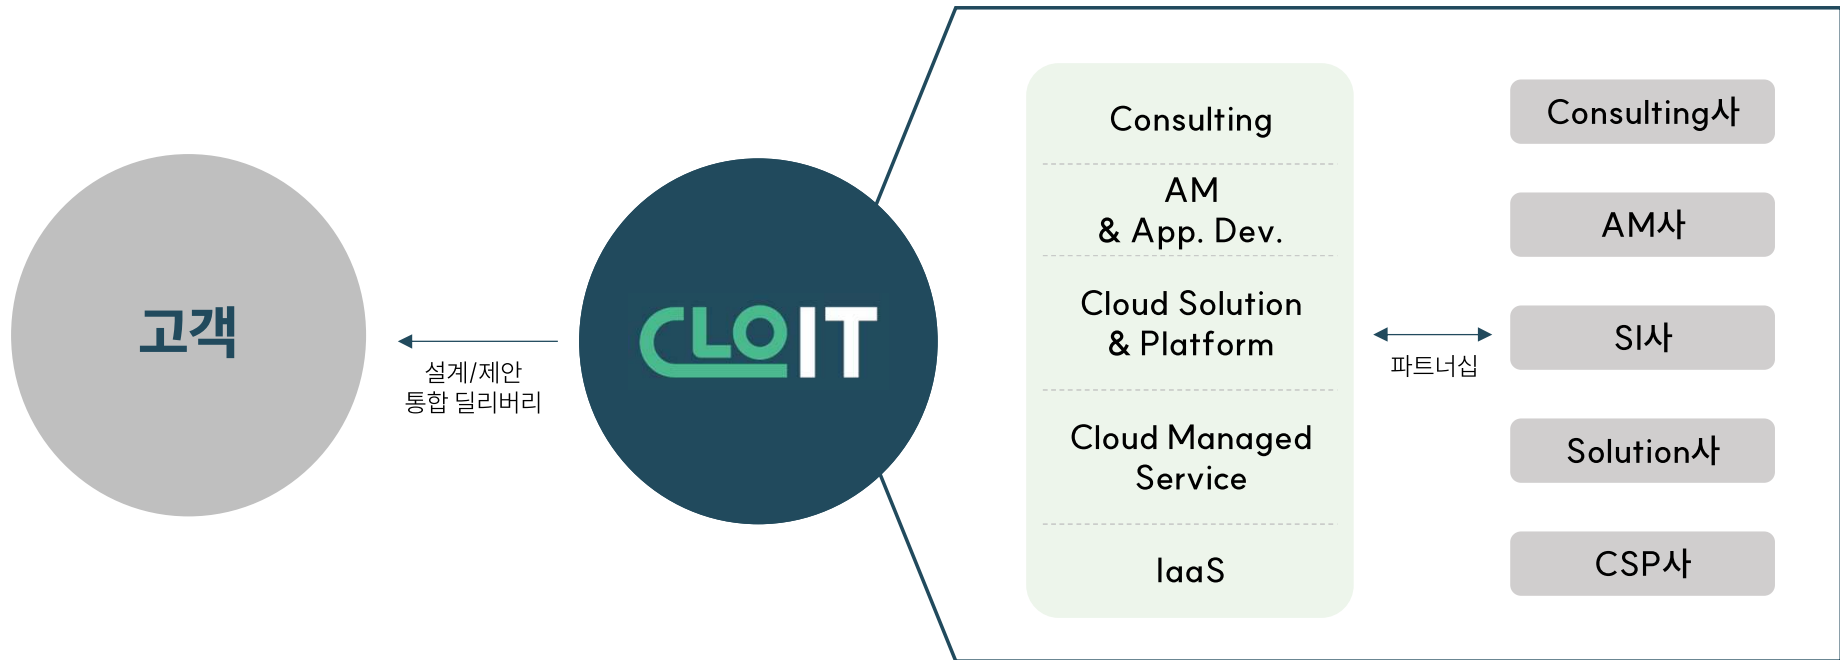 고객
설계/제안
통합 딜리버리
CLOIT
Consulting
AM
& App. Dev.
Cloud Solution
& Platform
Cloud Managed
Service
IaaS
파트너십
Consulting사
AM사
SI사
Solution사
CSP사